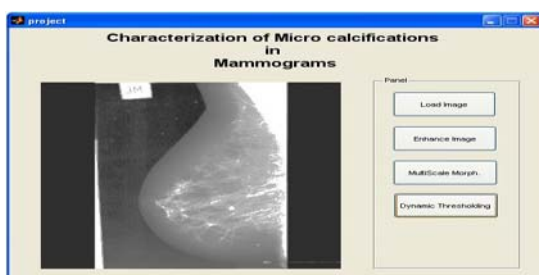 project
Characterization of Micro calcifications
in
Mammograms
Panel
Load Image
Enhance Image
MultiScale Morph.
Dynamic Thresholding